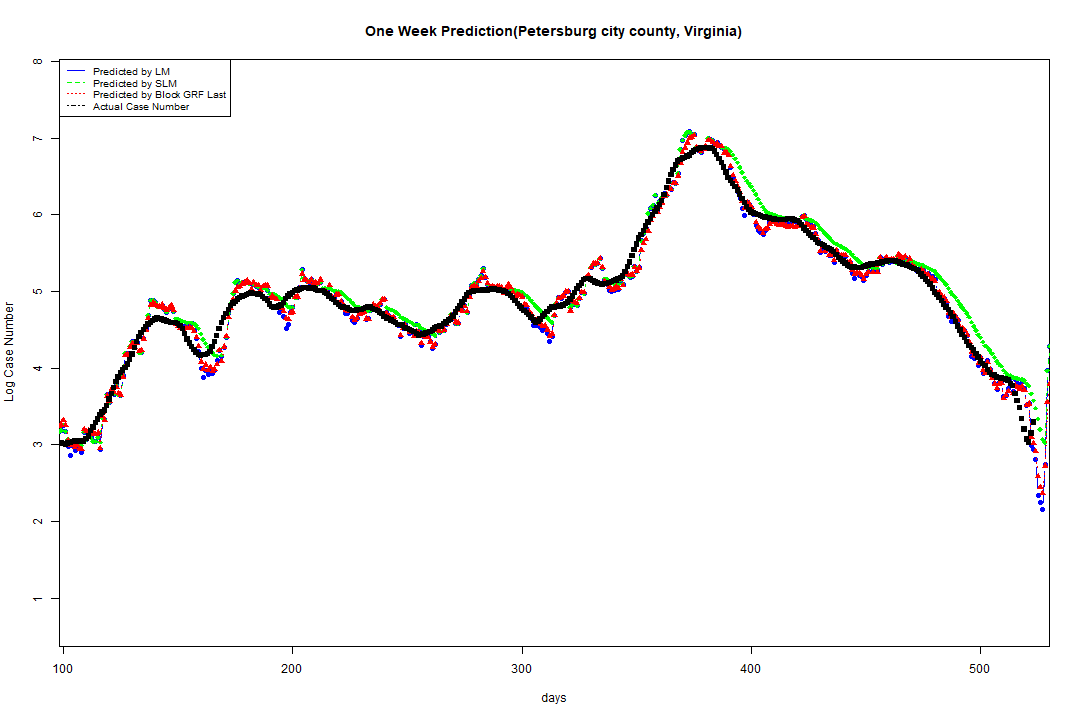 One Week Prediction(Petersburg city county, Virginia)
Predicted by LM
Predicted by SLM
Predicted by Block GRF Last
Actual Case Number
8
7
6
5
4
3
2
1
Log Case Number
100 200 300 400 500
days